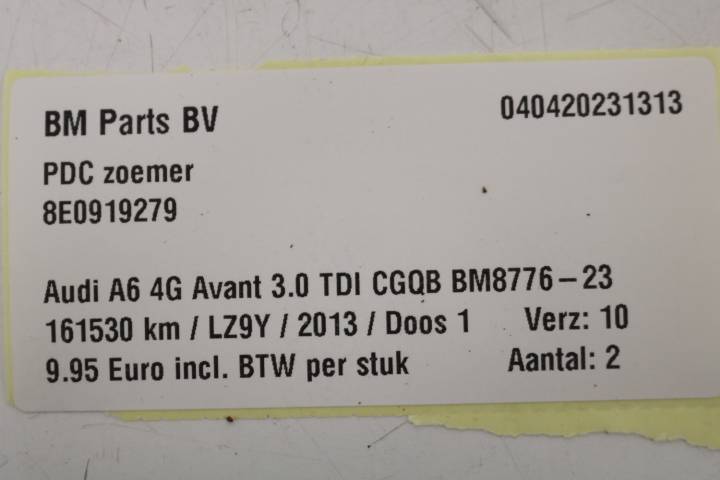 BM Parts BV 040420231313
PDC zoemer
8E0919279
Audi A6 4G Avant 3.0 TDI CGQB BM8776-23
161530 km / LZ9Y / 2013 / Doos 1 Verz: 10
9.95 Euro incl. BTW per stuk Aantal: 2